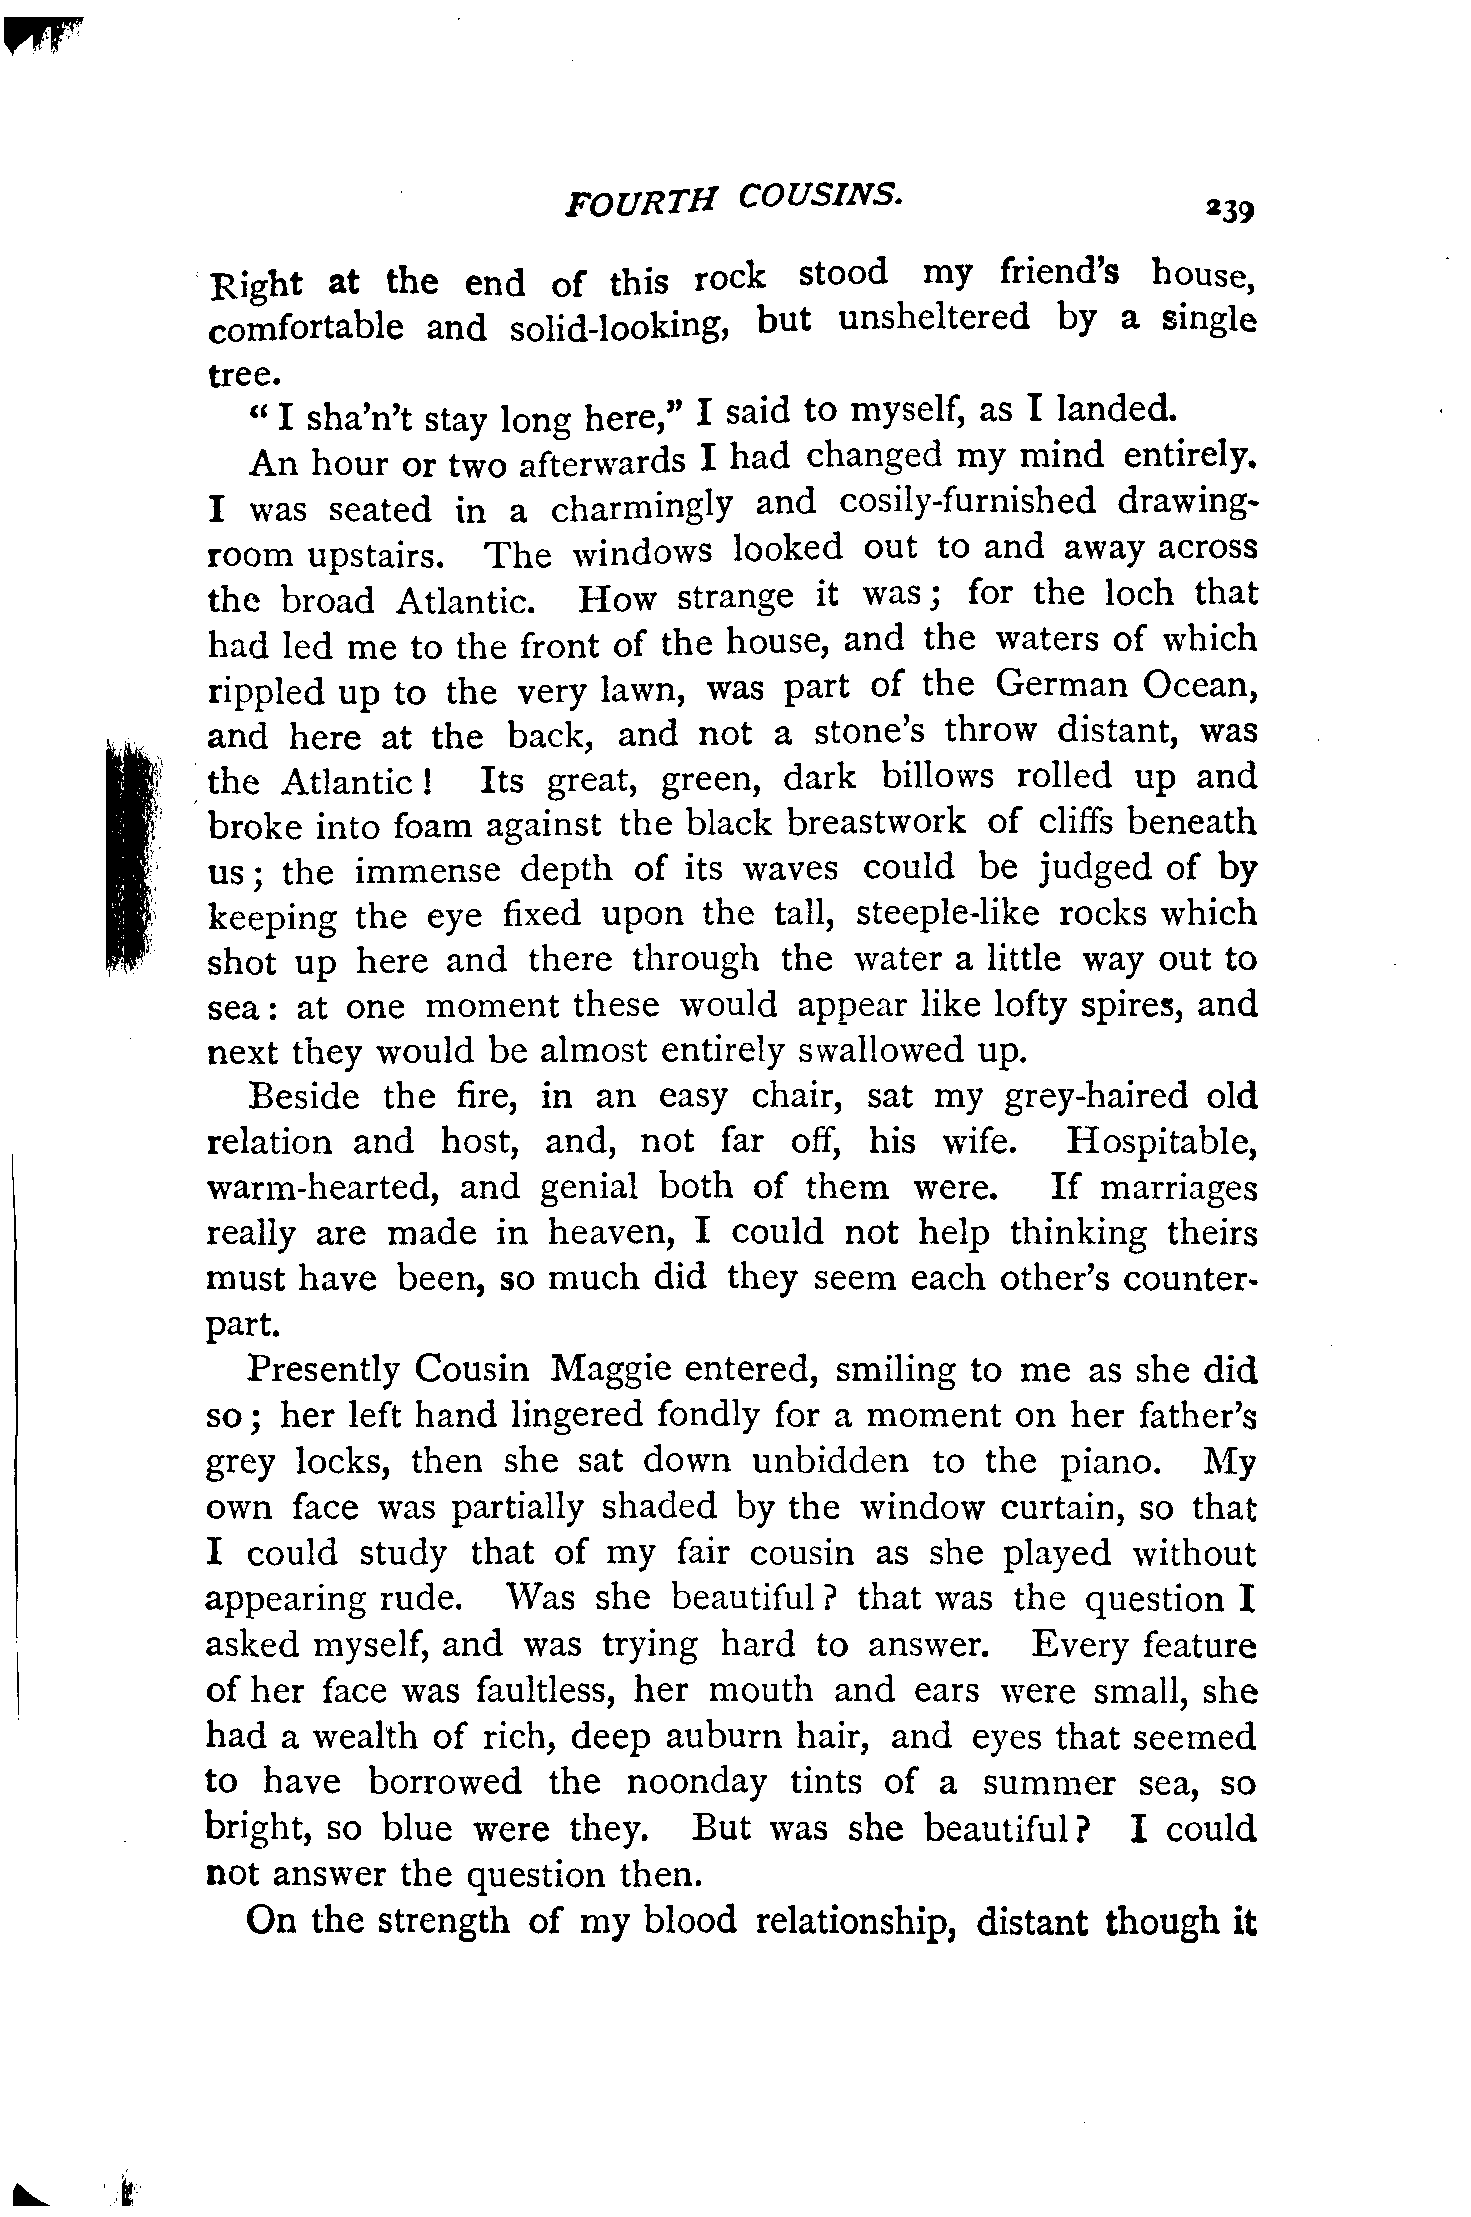 FOURTH COUSINS. 239
Right at the end of this rock stood my friend's house,
comfortable and solid-looking, but unsheltered by a single
tree.
“ I sha'n't stay long here,” I said to myself, as I landed.
An hour or two afterwards I had changed my mind entirely.
I was seated in a charmingly and cosily-furnished drawing-
room upstairs. The windows looked out to and away across
the broad Atlantic. How strange it was ; for the loch that
had led me to the front of the house, and the waters of which
rippled up to the very lawn, was part of the German Ocean,
and here at the back, and not a stone's throw distant, was
the Atlantic ! Its great, green, dark billows rolled up and
broke into foam against the black breastwork of cliffs beneath
us ; the immense depth of its waves could be judged of by
keeping the eye fixed upon the tall, steeple-like rocks which
shot up here and there through the water a little way out to
sea : at one moment these would appear like lofty spires, and
next they would be almost entirely swallowed up.
Beside the fire, in an easy chair, sat my grey-haired old
relation and host, and, not far off, his wife. Hospitable,
warm-hearted, and genial both of them were. If marriages
really are made in heaven, I could not help thinking theirs
must have been, so much did they seem each other's counter-
part.
Presently Cousin Maggie entered, smiling to me as she did
so ; her left hand lingered fondly for a moment on her father's
grey locks, then she sat down unbidden to the piano. My
own face was partially shaded by the window curtain, so that
I could study that of my fair cousin as she played without
appearing rude. Was she beautiful ? that was the question I
asked myself, and was trying hard to answer. Every feature
of her face was faultless, her mouth and ears were small, she
had a wealth of rich, deep auburn hair, and eyes that seemed
to have borrowed the noonday tints of a summer sea, so
bright, so blue were they. But was she beautiful ? I could
not answer the question then.
On the strength of my blood relationship, distant though it